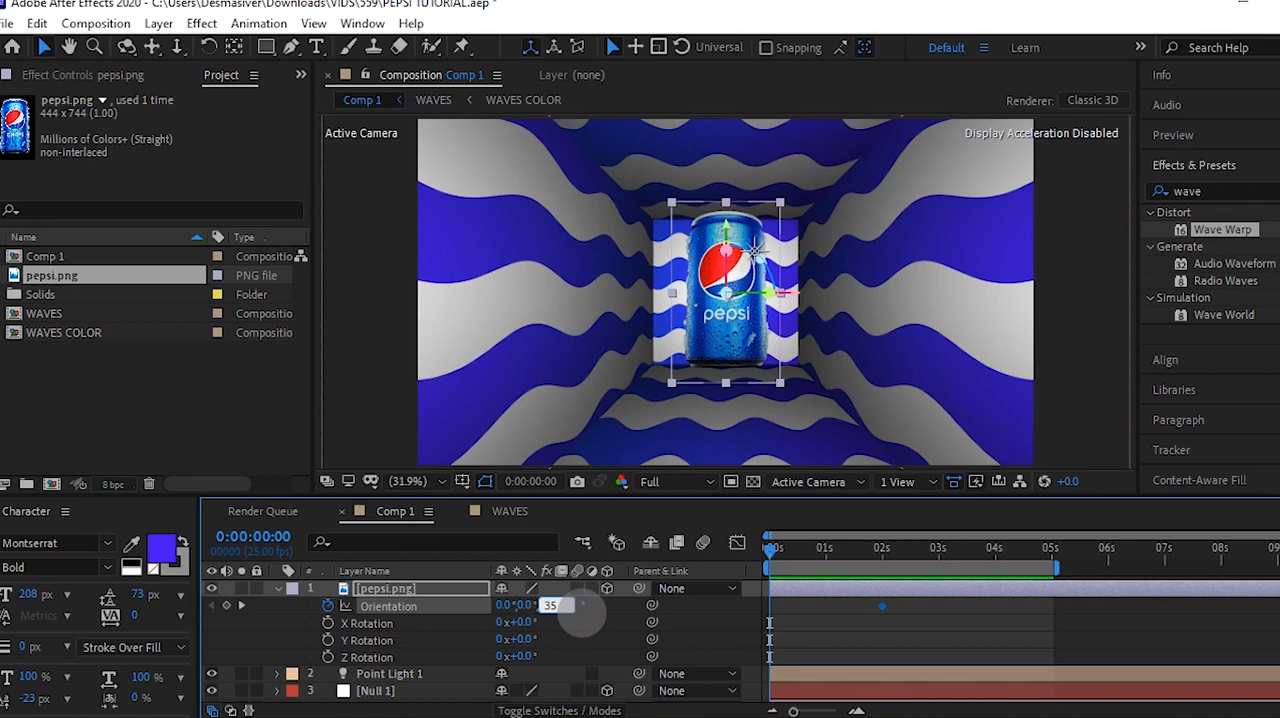 Adobe After Effects 2020 - C:\Users\Desmasiver\Downloads\VIDS\559\PEPSI TUTORIAL.aep *
File Edit Composition Layer Effect Animation View Window Help
Universal Snapping Default Learn Search Help
Effect Controls pepsi.png Project Composition Comp 1 Layer (none) Info
pepsi.png, used 1 time Comp 1 WAVES WAVES COLOR Renderer: Classic 3D
444 x 744 (1.00) Audio
Millions of Colors+ (Straight)
non-interlaced
Active Camera Display Acceleration Disabled
Preview
Effects & Presets
wave
Name Type
Comp 1 Compositio
pepsi.png PNG file
Solids Folder
WAVES Compositio
WAVES COLOR Compositio
pepsi
Distort
Wave Warp
Generate
Audio Waveform
Radio Waves
Simulation
Wave World
Align
Libraries
Paragraph
Tracker
Content-Aware Fill
8 bpc
(31.9%) 0:00:00:00 Full Active Camera 1 View +0.0
Character
Montserrat
Bold
208 px 73 px
Metrics 0
0 px Stroke Over Fill
100 % 100 %
-23 px 0 %
Render Queue Comp 1 WAVES
0:00:00:00
00000 (25.00 fps)
00s 01s 02s 03s 04s 05s 06s 07s 08s 09
# Layer Name Parent & Link
1 [pepsi.png] None
Orientation 0.0°,0.0°, 35 °
X Rotation 0x+0.0°
Y Rotation 0x+0.0°
Z Rotation 0x+0.0°
2 Point Light 1 None
3 [Null 1] None
Toggle Switches / Modes